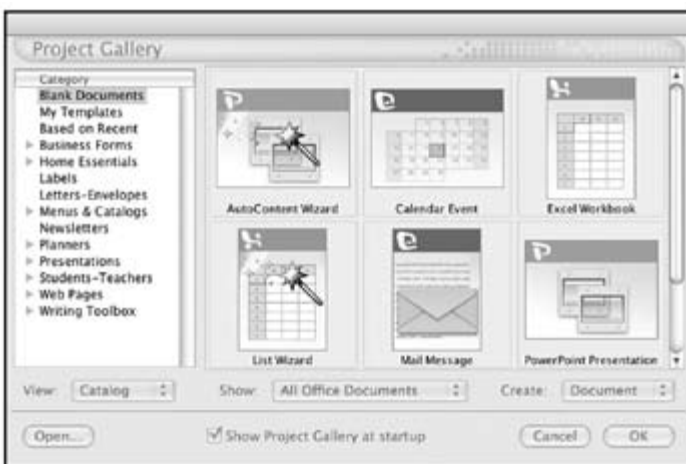 Project Gallery
Category
Blank Documents
My Templates
Based on Recent
Business Forms
Home Essentials
Labels
Letters-Envelopes
Menus & Catalogs
Newsletters
Planners
Presentations
Students-Teachers
Web Pages
Writing Toolbox
AutoContent Wizard
Calendar Event
Excel Workbook
List Wizard
Mail Message
PowerPoint Presentation
View: Catalog
Show: All Office Documents
Create: Document
Open...
Show Project Gallery at startup
Cancel
OK